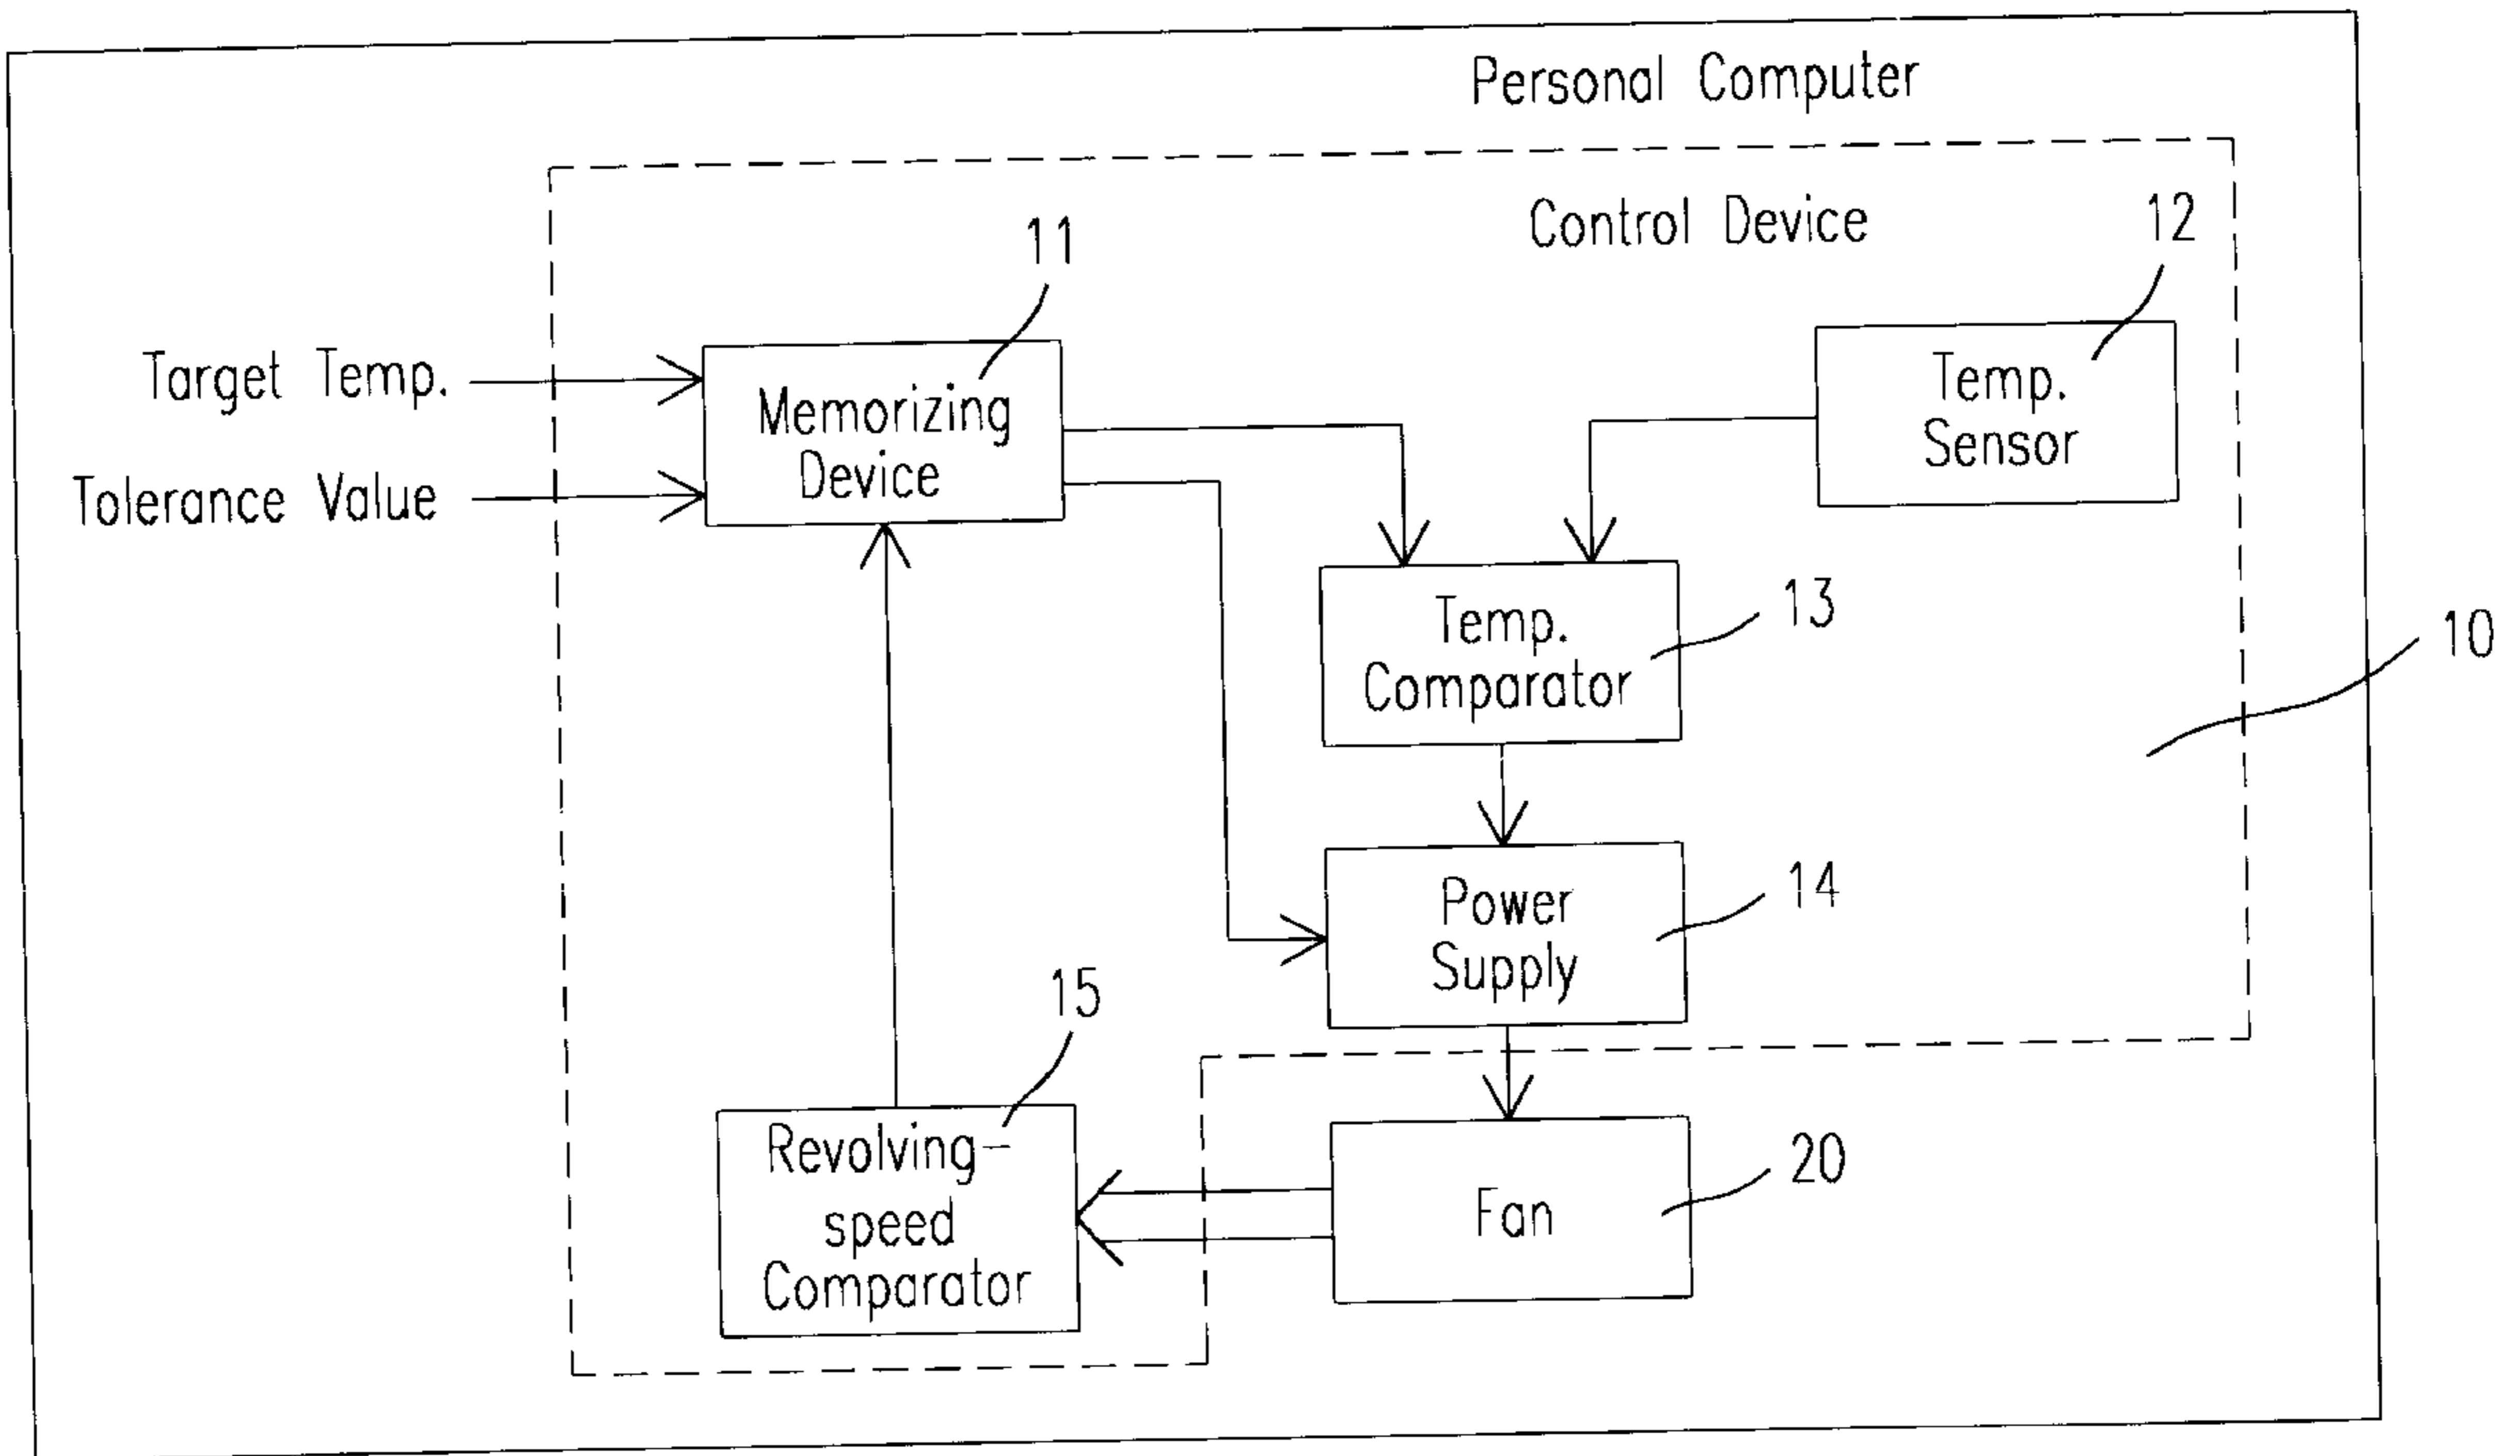 Personal Computer
Control Device
12
11
Target Temp.
Memorizing
Device
Temp.
Sensor
Tolerance Value
13
Temp.
Comparator
10
14
Power
Supply
15
Revolving-
speed
Comparator
20
Fan